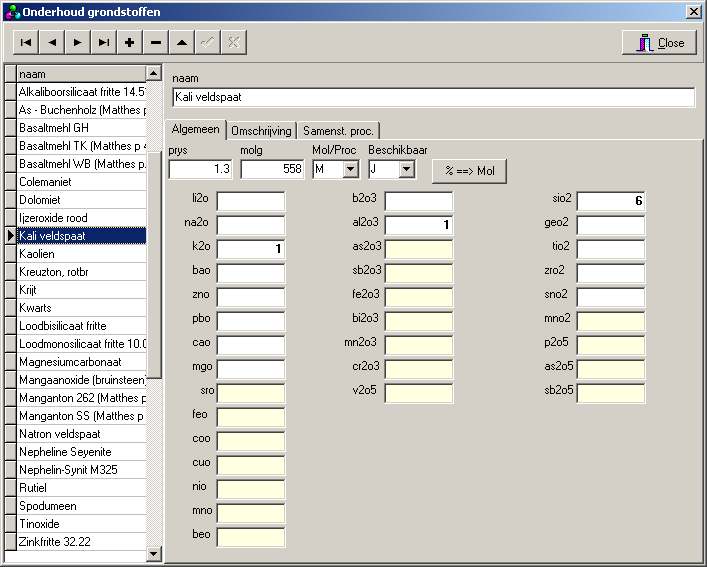 Onderhoud grondstoffen
Close
naam
Alkaliboorsilicaat fritte 14.5
As - Buchenholz (Matthes p
Basaltmehl GH
Basaltmehl TK (Matthes p 4
Basaltmehl WB (Matthes p.
Colemaniet
Dolomiet
Ijzeroxide rood
Kali veldspaat
Kaolien
Kreuzton, rotbr
Krijt
Kwarts
Loodbisilicaat fritte
Loodmonosilicaat fritte 10.0
Magnesiumcarbonaat
Mangaanoxide (bruinsteen)
Manganton 262 (Matthes p
Manganton SS (Matthes p
Natron veldspaat
Nepheline Seyenite
Nephelin-Synit M325
Rutiel
Spodumeen
Tinoxide
Zinkfritte 32.22
naam
Kali veldspaat
Algemeen Omschrijving Samenst. proc.
prys molg Mol/Proc Beschikbaar
1.3 558 M J % ==> Mol
li2o b2o3 sio2 6
na2o al2o3 1 geo2
k2o 1 as2o3 tio2
bao sb2o3 zro2
zno fe2o3 sno2
pbo bi2o3 mno2
cao mn2o3 p2o5
mgo cr2o3 as2o5
sro v2o5 sb2o5
feo
coo
cuo
nio
mno
beo